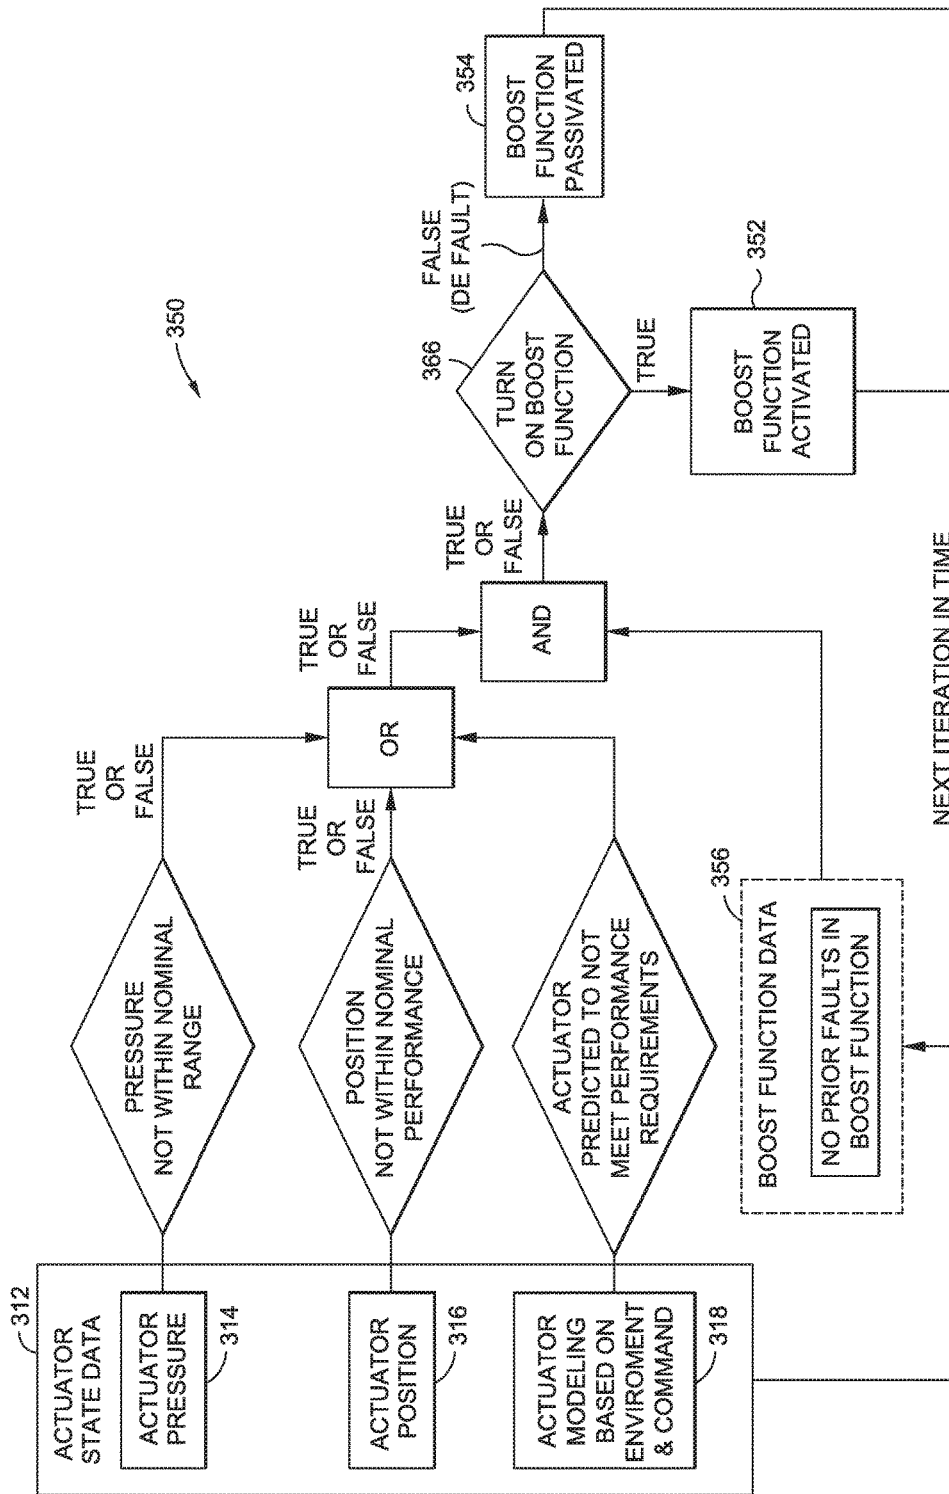 350
312
ACTUATOR
STATE DATA
ACTUATOR
PRESSURE
314
PRESSURE
NOT WITHIN NOMINAL
RANGE
TRUE
OR
FALSE
ACTUATOR
POSITION
316
POSITION
NOT WITHIN NOMINAL
PERFORMANCE
TRUE
OR
FALSE
OR
TRUE
OR
FALSE
ACTUATOR
MODELING
BASED ON
ENVIROMENT
& COMMAND
318
ACTUATOR
PREDICTED TO NOT
MEET PERFORMANCE
REQUIREMENTS
AND
TRUE
OR
FALSE
366
TURN
ON BOOST
FUNCTION
FALSE
(DE FAULT)
354
BOOST
FUNCTION
PASSIVATED
TRUE
352
BOOST
FUNCTION
ACTIVATED
356
BOOST FUNCTION DATA
NO PRIOR FAULTS IN
BOOST FUNCTION
NEXT ITERATION IN TIME